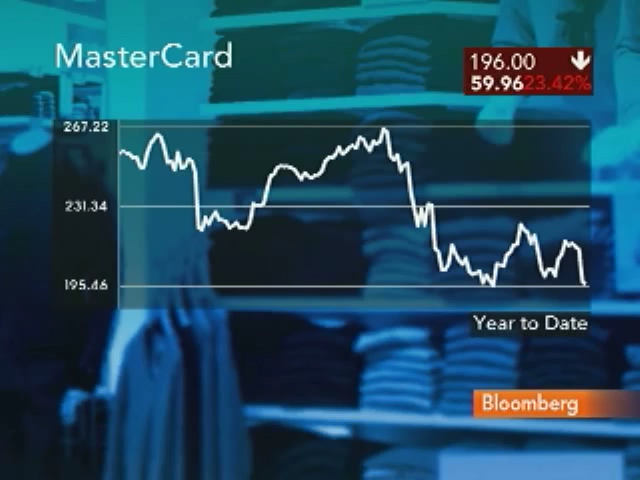 MasterCard
196.00
59.96 23.42%
267.22
231.34
195.46
Year to Date
Bloomberg